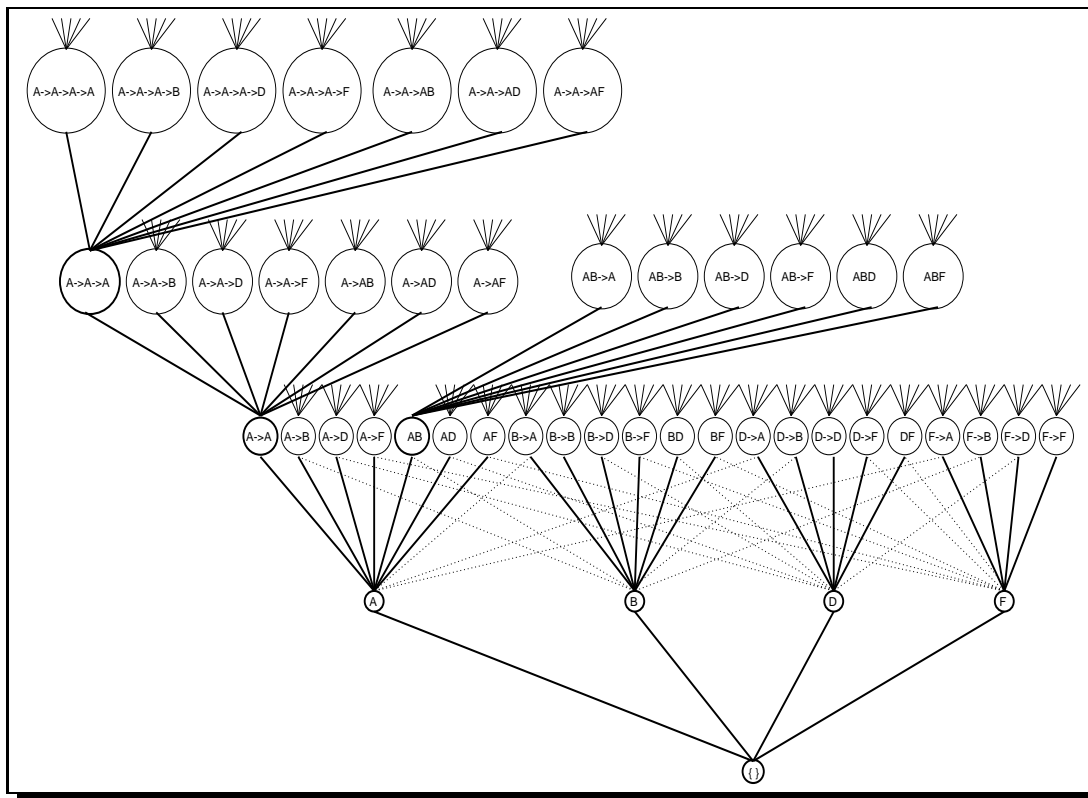 A->A->A->A A->A->A->B A->A->A->D A->A->A->F A->A->AB A->A->AD A->A->AF
A->A->A A->A->B A->A->D A->A->F A->AB A->AD A->AF AB->A AB->B AB->D AB->F ABD ABF
A->A A->B A->D A->F AB AD AF B->A B->B B->D B->F BD BF D->A D->B D->D D->F DF F->A F->B F->D F->F
A B D F
{ }